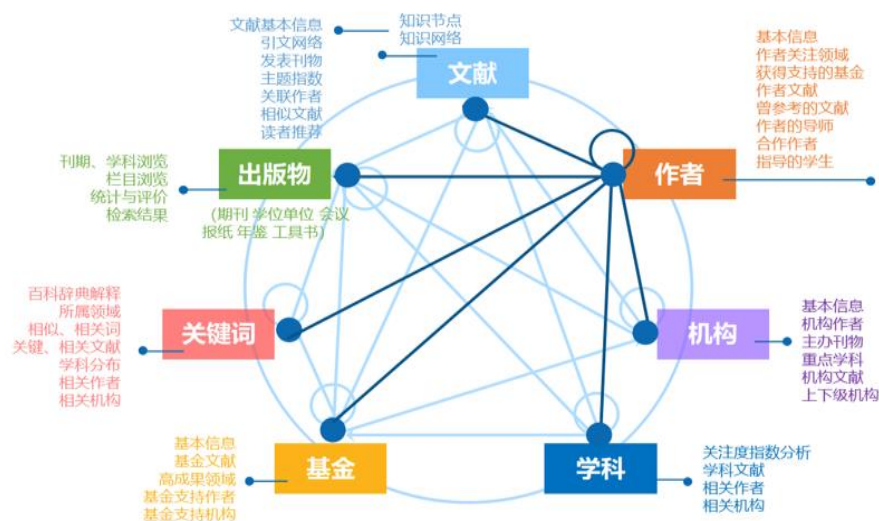 文献基本信息
引文网络
发表刊物
主题指数
关联作者
相似文献
读者推荐
知识节点
知识网络
文献
基本信息
作者关注领域
获得支持的基金
作者文献
曾参考的文献
作者的导师
合作作者
指导的学生
作者
刊期、学科浏览
栏目浏览
统计与评价
检索结果
出版物
(期刊 学位单位 会议
报纸 年鉴 工具书)
百科辞典解释
所属领域
相似、相关词
关键、相关文献
学科分布
相关作者
相关机构
关键词
机构
基本信息
机构作者
主办刊物
重点学科
机构文献
上下级机构
基本信息
基金文献
高成果领域
基金支持作者
基金支持机构
基金
学科
关注度指数分析
学科文献
相关作者
相关机构